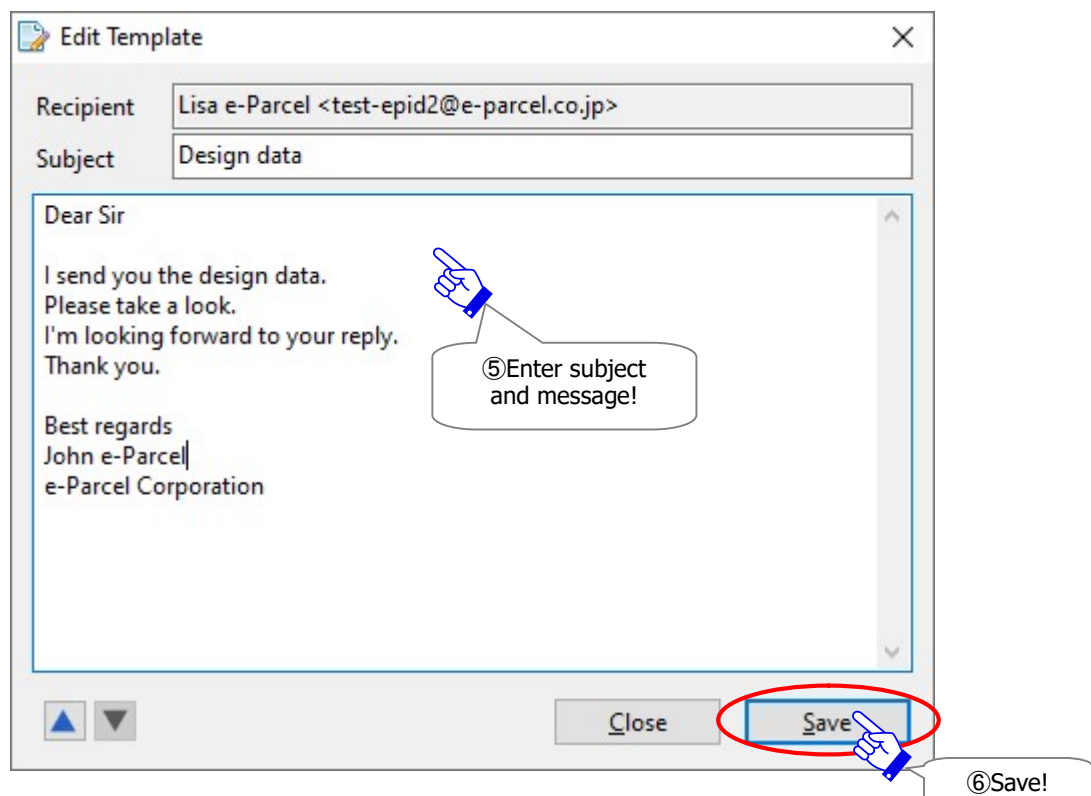 Edit Template
Recipient Lisa e-Parcel <test-epid2@e-parcel.co.jp>
Subject Design data
Dear Sir
I send you the design data.
Please take a look.
I'm looking forward to your reply.
Thank you.
Best regards
John e-Parcel
e-Parcel Corporation
⑤Enter subject
and message!
Close Save
⑥Save!